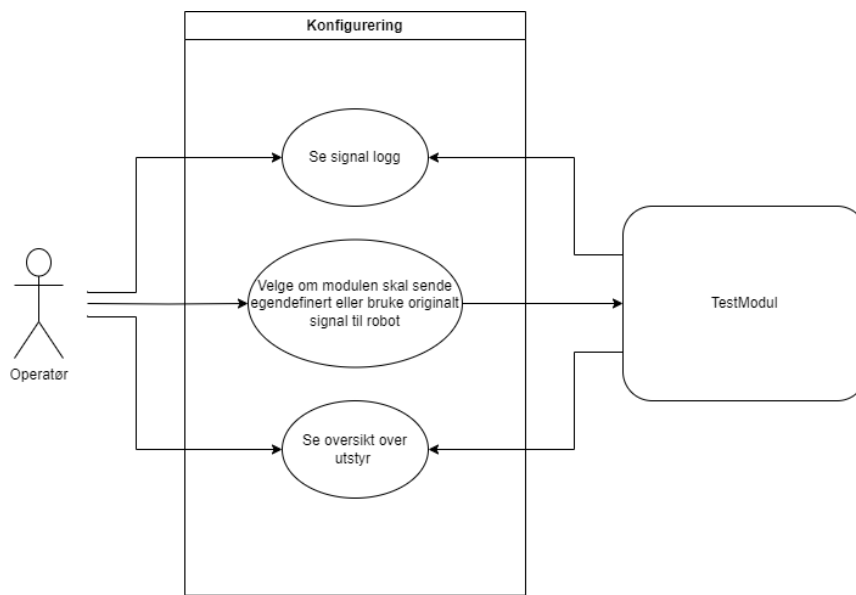 Konfigurering
Se signal logg
Velge om modulen skal sende
egendefinert eller bruke originalt
signal til robot
TestModul
Operatør
Se oversikt over
utstyr